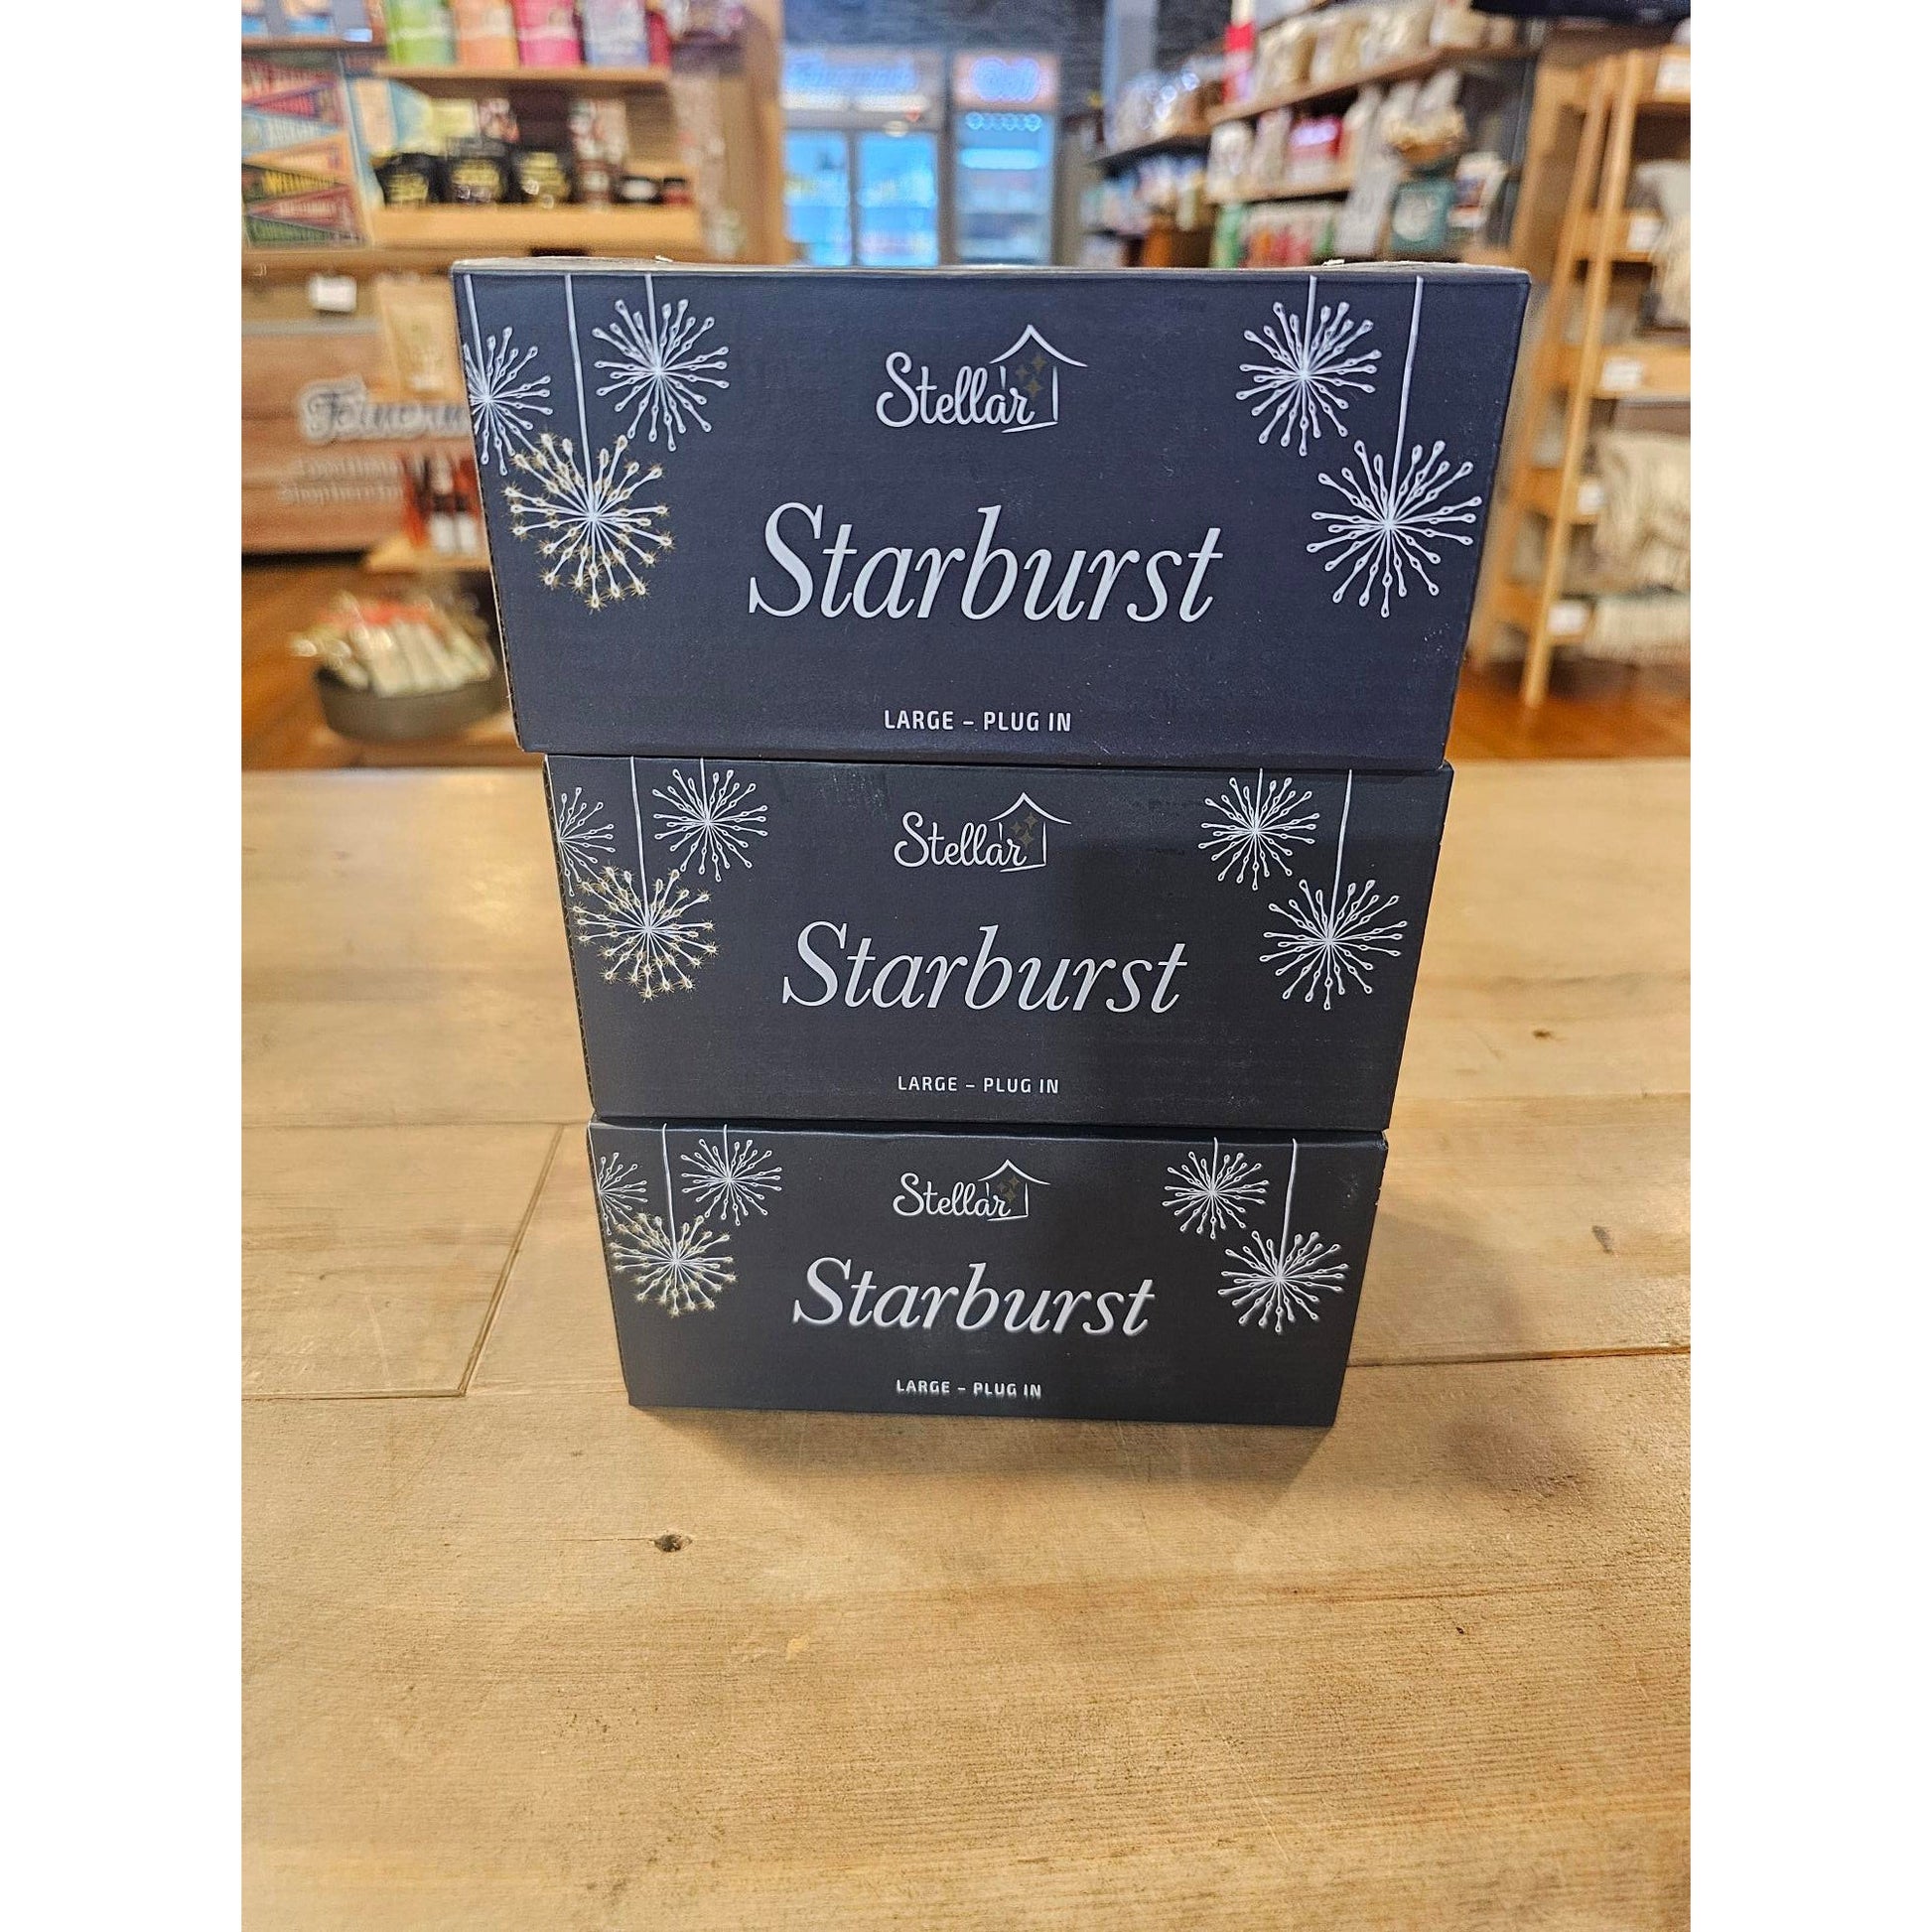 Stellar
Starburst
LARGE – PLUG IN
Stellar
Starburst
LARGE – PLUG IN
Stellar
Starburst
LARGE – PLUG IN